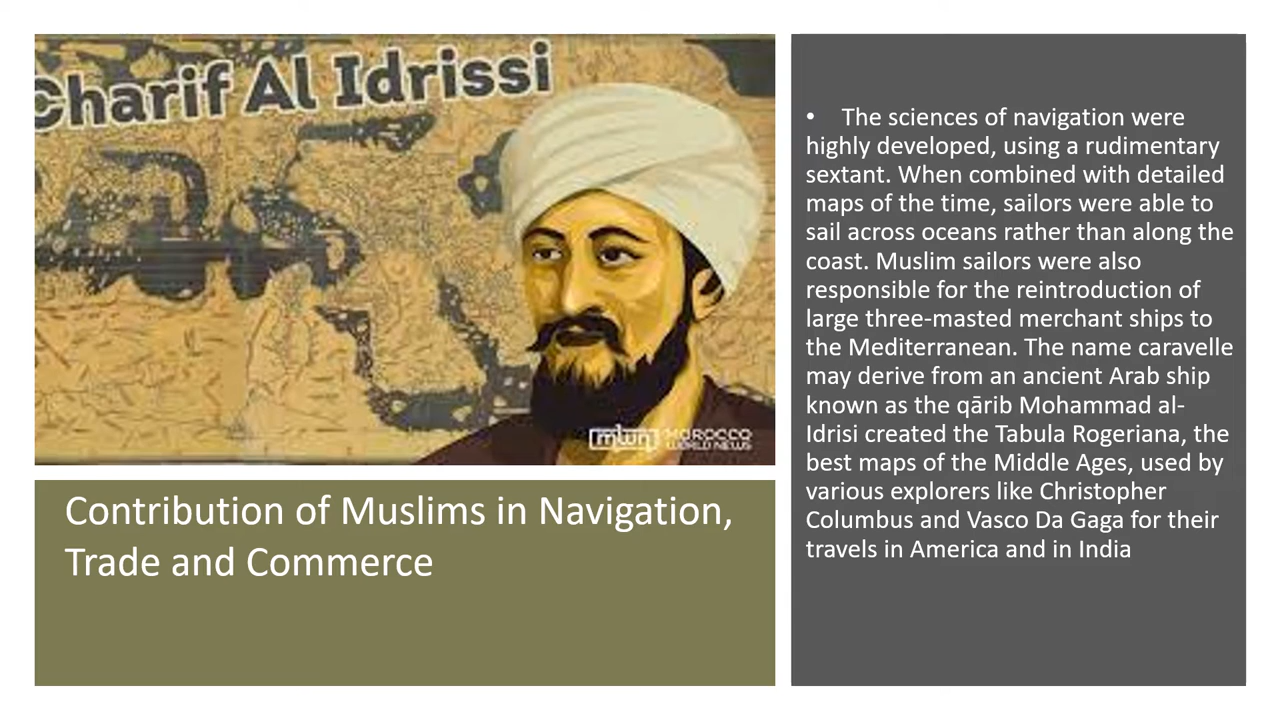 Charif Al Idrissi
mwn MOROCCO
WORLD NEWS
Contribution of Muslims in Navigation,
Trade and Commerce
• The sciences of navigation were
highly developed, using a rudimentary
sextant. When combined with detailed
maps of the time, sailors were able to
sail across oceans rather than along the
coast. Muslim sailors were also
responsible for the reintroduction of
large three-masted merchant ships to
the Mediterranean. The name caravelle
may derive from an ancient Arab ship
known as the qārib Mohammad al-
Idrisi created the Tabula Rogeriana, the
best maps of the Middle Ages, used by
various explorers like Christopher
Columbus and Vasco Da Gaga for their
travels in America and in India